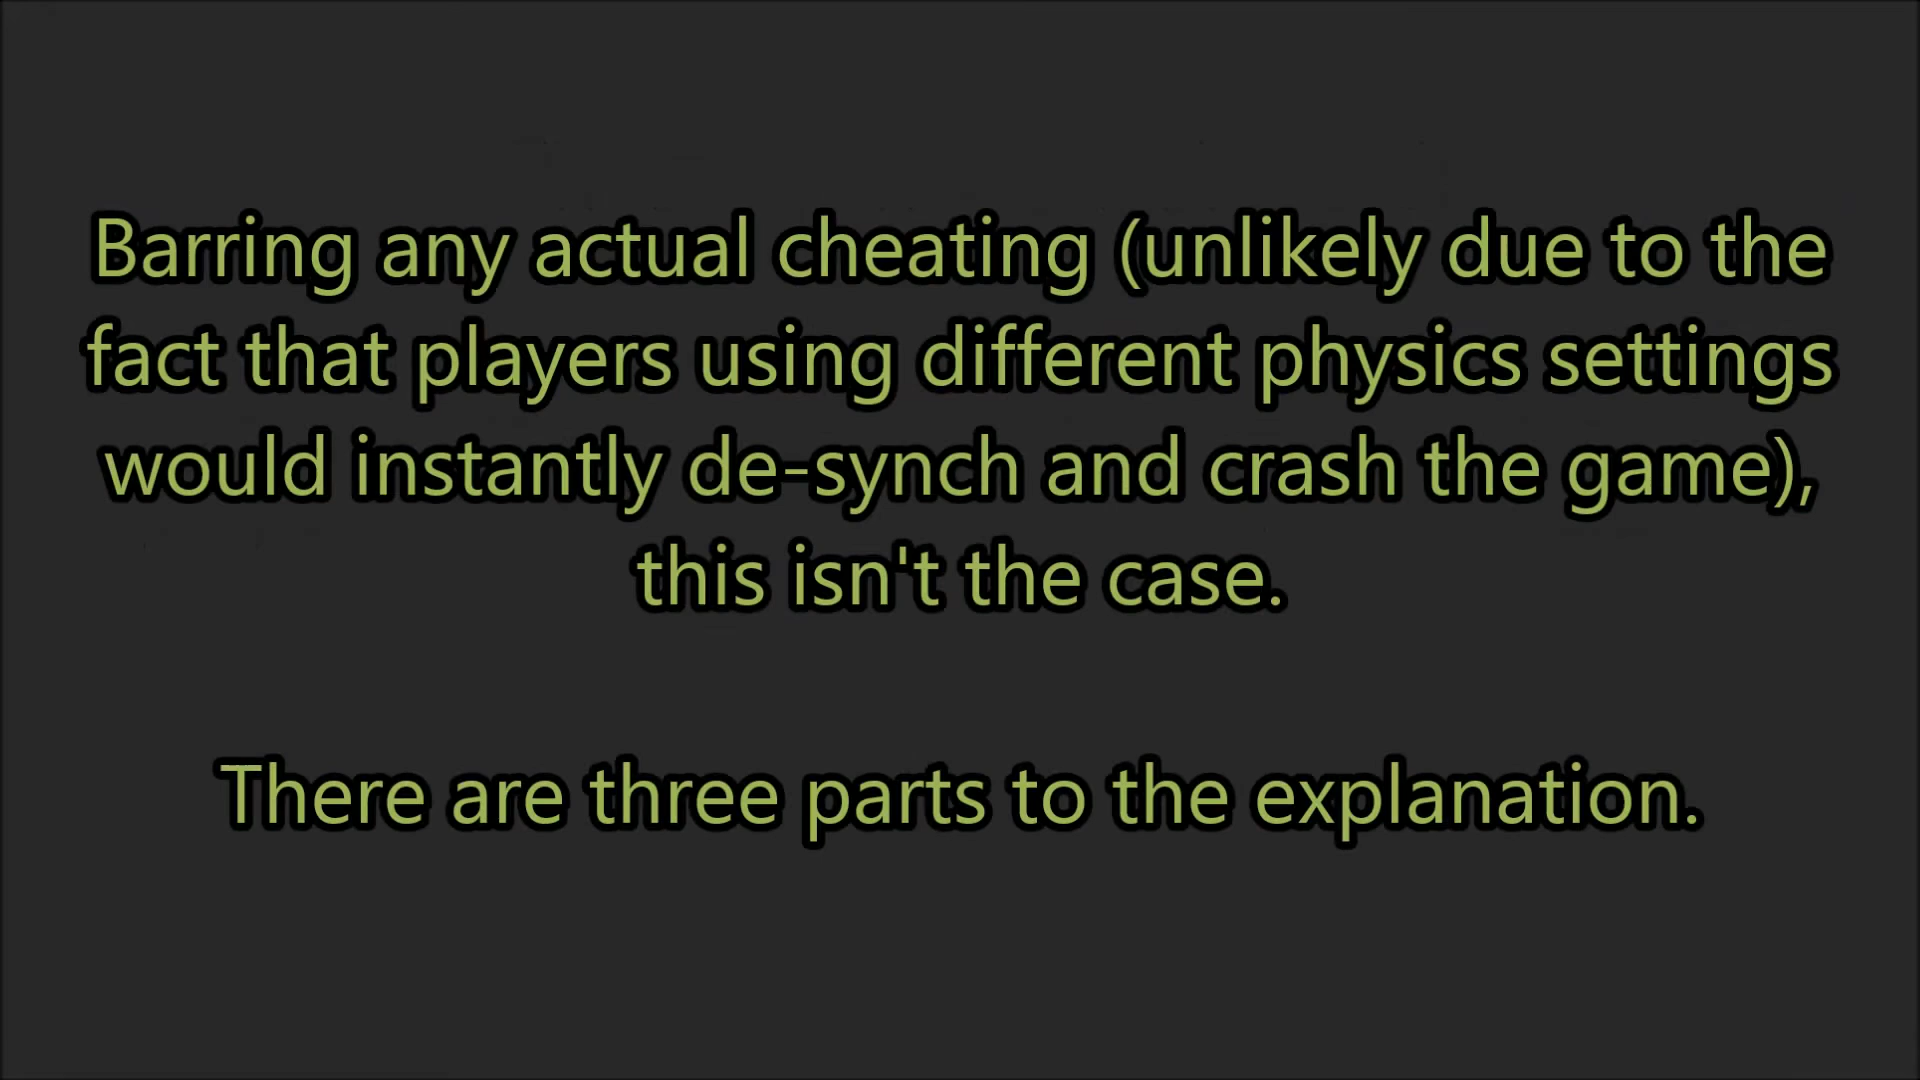 Barring any actual cheating (unlikely due to the
fact that players using different physics settings
would instantly de-synch and crash the game),
this isn't the case.
There are three parts to the explanation.